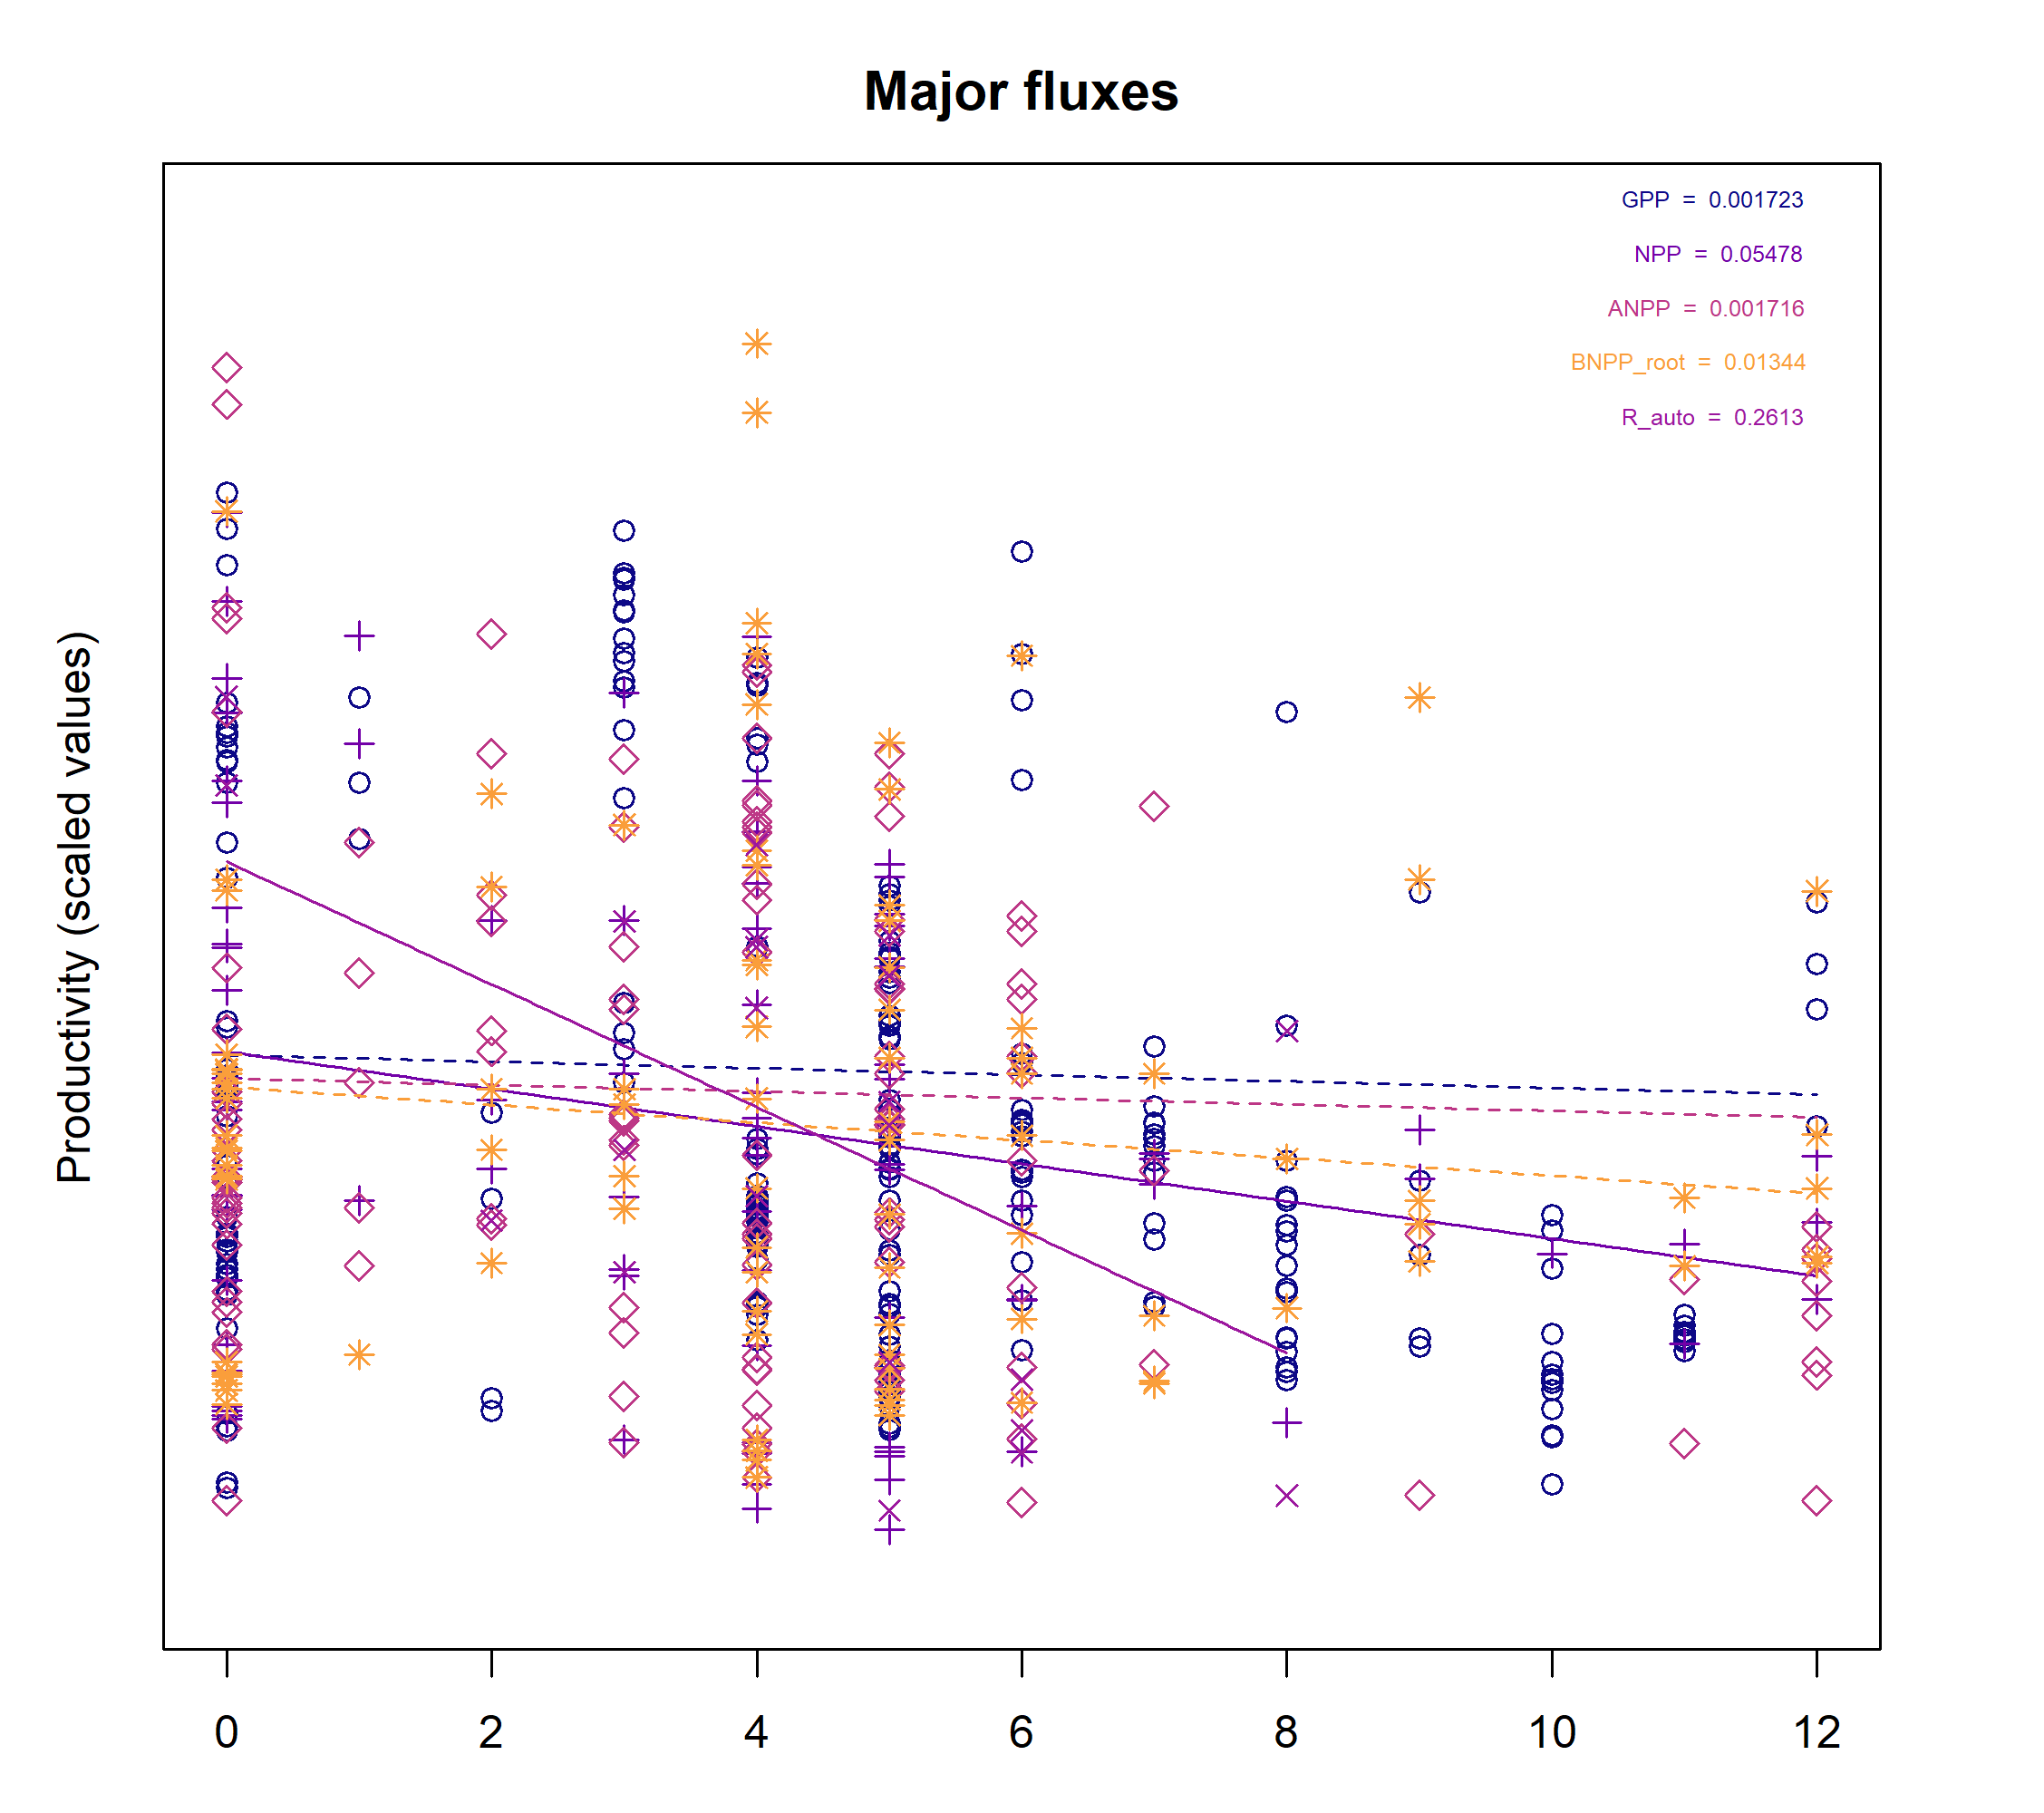 Major fluxes
GPP = 0.001723
NPP = 0.05478
ANPP = 0.001716
BNPP_root = 0.01344
R_auto = 0.2613
Productivity (scaled values)
0 2 4 6 8 10 12